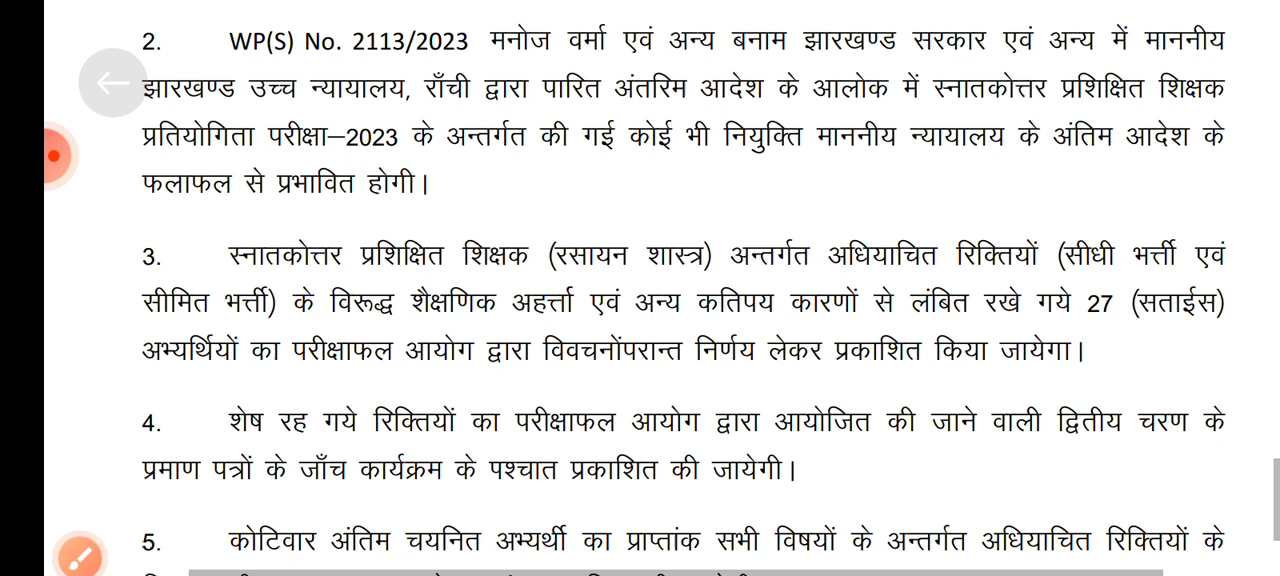 2. WP(S) No. 2113/2023 मनोज वर्मा एवं अन्य बनाम झारखण्ड सरकार एवं अन्य में माननीय
झारखण्ड उच्च न्यायालय, राँची द्वारा पारित अंतरिम आदेश के आलोक में स्नातकोत्तर प्रशिक्षित शिक्षक
प्रतियोगिता परीक्षा–2023 के अन्तर्गत की गई कोई भी नियुक्ति माननीय न्यायालय के अंतिम आदेश के
फलाफल से प्रभावित होगी।
3. स्नातकोत्तर प्रशिक्षित शिक्षक (रसायन शास्त्र) अन्तर्गत अधियाचित रिक्तियों (सीधी भर्त्ती एवं
सीमित भर्त्ती) के विरूद्ध शैक्षणिक अहर्त्ता एवं अन्य कतिपय कारणों से लंबित रखे गये 27 (सताईस)
अभ्यर्थियों का परीक्षाफल आयोग द्वारा विवचनोंपरान्त निर्णय लेकर प्रकाशित किया जायेगा।
4. शेष रह गये रिक्तियों का परीक्षाफल आयोग द्वारा आयोजित की जाने वाली द्वितीय चरण के
प्रमाण पत्रों के जाँच कार्यक्रम के पश्चात प्रकाशित की जायेगी।
5. कोटिवार अंतिम चयनित अभ्यर्थी का प्राप्तांक सभी विषयों के अन्तर्गत अधियाचित रिक्तियों के